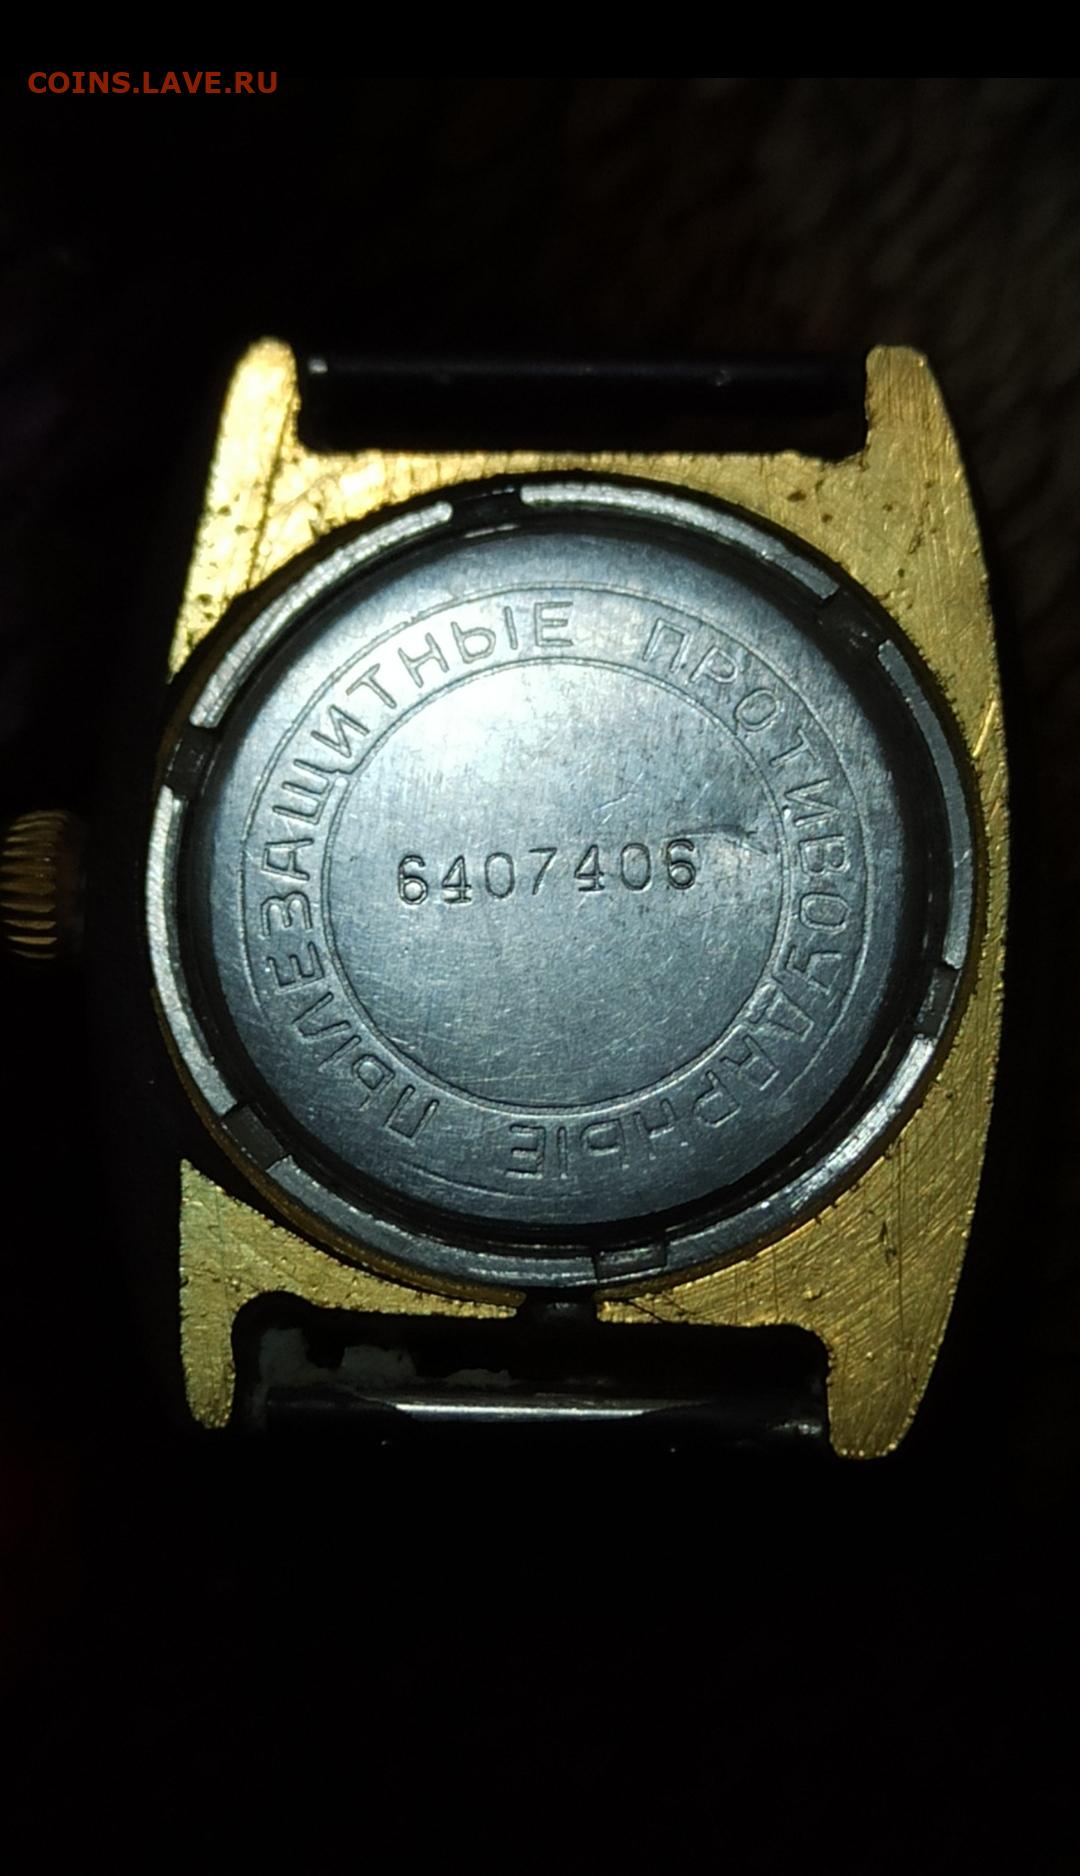 COINS.LAVE.RU
ПЫЛЕЗАЩИТНЫЕ ПРОТИВОУДАРНЫЕ
6407406